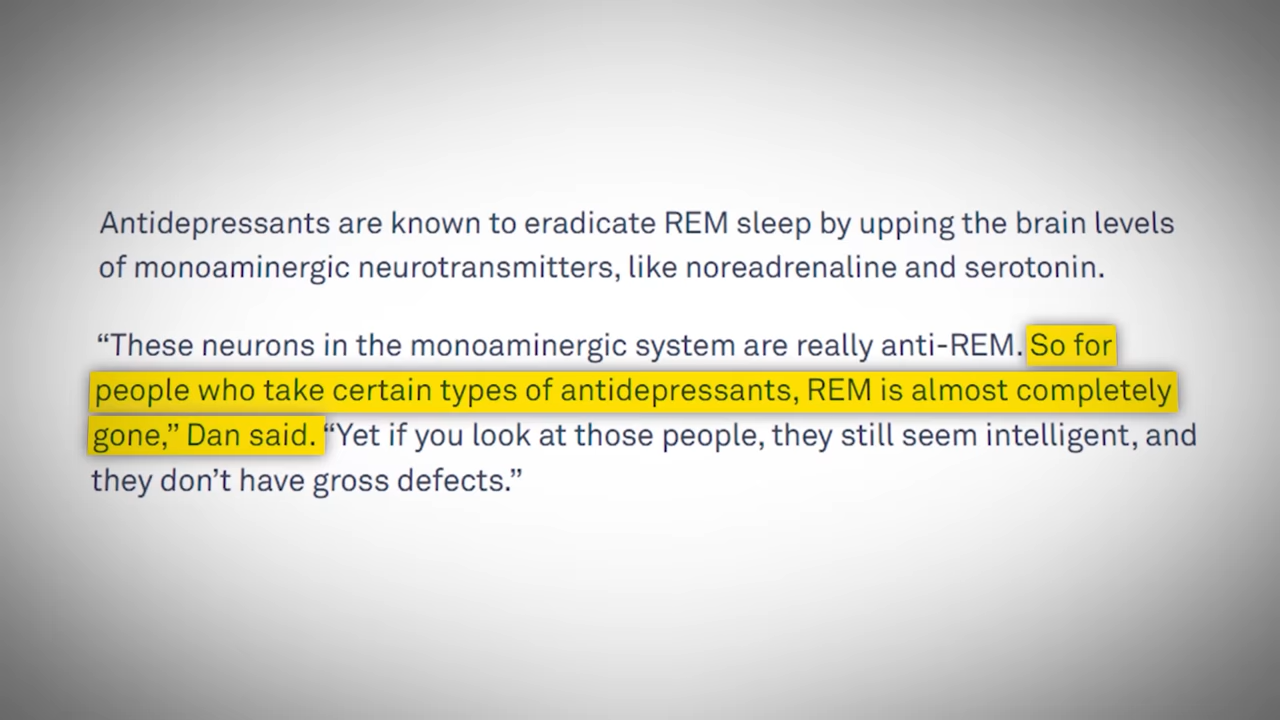 Antidepressants are known to eradicate REM sleep by upping the brain levels
of monoaminergic neurotransmitters, like noreadrenaline and serotonin.
“These neurons in the monoaminergic system are really anti-REM. So for
people who take certain types of antidepressants, REM is almost completely
gone,” Dan said. “Yet if you look at those people, they still seem intelligent, and
they don’t have gross defects.”